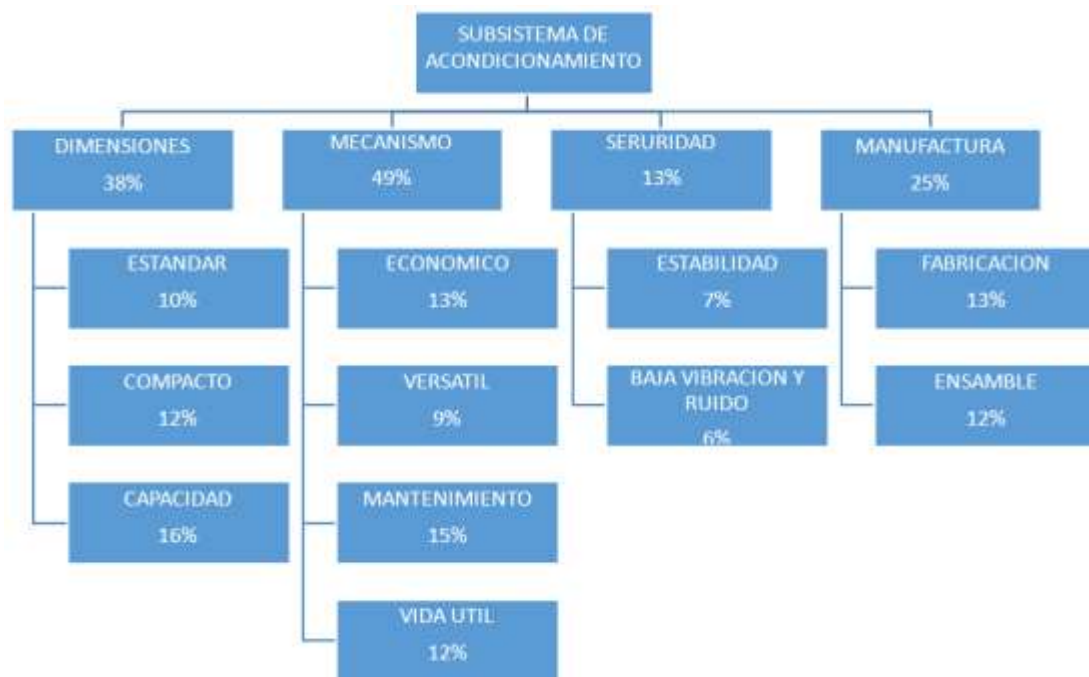 SUBSISTEMA DE
ACONDICIONAMIENTO
DIMENSIONES
38%
MECANISMO
49%
SERURIDAD
13%
MANUFACTURA
25%
ESTANDAR
10%
ECONOMICO
13%
ESTABILIDAD
7%
FABRICACION
13%
COMPACTO
12%
VERSATIL
9%
BAJA VIBRACION Y
RUIDO
6%
ENSAMBLE
12%
CAPACIDAD
16%
MANTENIMIENTO
15%
VIDA UTIL
12%